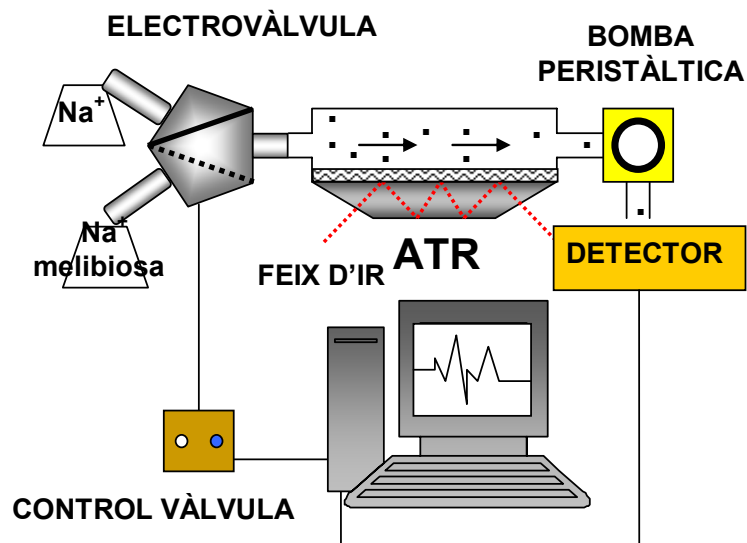 ELECTROVÀLVULA
BOMBA
PERISTÀLTICA
Na⁺
Na⁺
melibiosa
FEIX D'IR
ATR
DETECTOR
CONTROL VÀLVULA